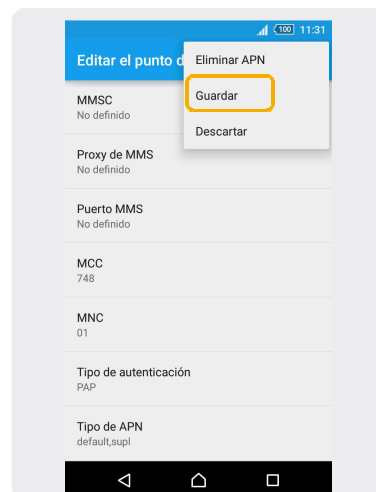 100 11:31
Editar el punto d
Eliminar APN
Guardar
Descartar
MMSC
No definido
Proxy de MMS
No definido
Puerto MMS
No definido
MCC
748
MNC
01
Tipo de autenticación
PAP
Tipo de APN
default,supl